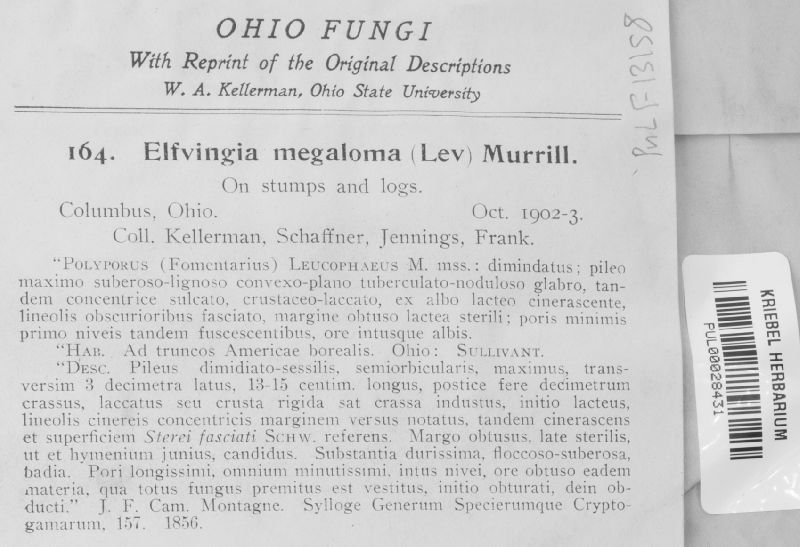 OHIO FUNGI
With Reprint of the Original Descriptions
W. A. Kellerman, Ohio State University
164. Elfvingia megaloma (Lev) Murrill.
On stumps and logs.
Columbus, Ohio. Oct. 1902-3.
Coll. Kellerman, Schaffner, Jennings, Frank.
"POLYPORUS (Fomentarius) LEUCOPHAEUS M. mss.: dimindatus; pileo
maximo suberoso-lignoso convexo-plano tuberculato-noduloso glabro, tan-
dem concentrice sulcato, crustaceo-laccato, ex albo lacteo cinerascente,
lineolis obscurioribus fasciato, margine obtuso lactea sterili; poris minimis
primo niveis tandem fuscescentibus, ore intusque albis.
"HAB. Ad truncos Americae borealis. Ohio: SULLIVANT.
"DESC. Pileus dimidiato-sessilis, semiorbicularis, maximus, trans-
versim 3 decimetra latus, 13-15 centim. longus, postice fere decimetrum
crassus, laccatus seu crusta rigida sat crassa industus, initio lacteus,
lineolis cinereis concentricis marginem versus notatus, tandem cinerascens
et superficiem Sterei fasciati SCHW. referens. Margo obtusus, late sterilis,
ut et hymenium junius, candidus. Substantia durissima, floccoso-suberosa,
badia. Pori longissimi, omnium minutissimi, intus nivei, ore obtuso eadem
materia, qua totus fungus premitus est vestitus, initio obturati, dein ob-
ducti." J. F. Cam. Montagne. Sylloge Generum Specierumque Crypto-
gamarum, 157. 1856.
KRIEBEL HERBARIUM
PUL00028431